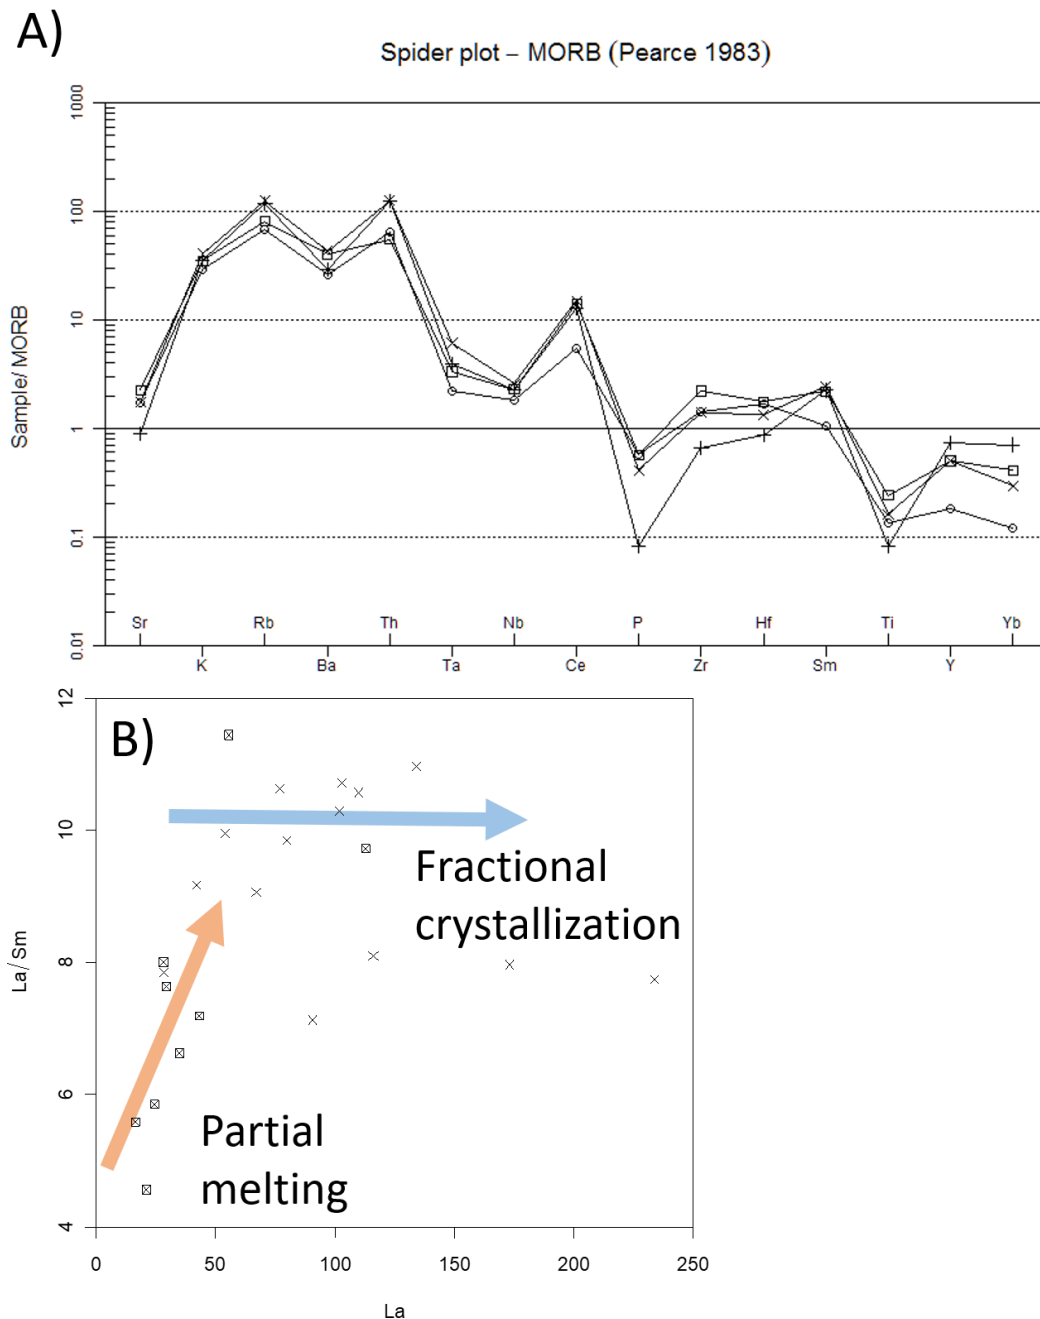 A)
Spider plot – MORB (Pearce 1983)
1000
100
10
1
0.1
0.01
Sample/ MORB
Sr
Rb
Th
Nb
P
Hf
Ti
Yb
K
Ba
Ta
Ce
Zr
Sm
Y
B)
12
10
8
6
4
La/Sm
Fractional
crystallization
Partial
melting
0
50
100
150
200
250
La